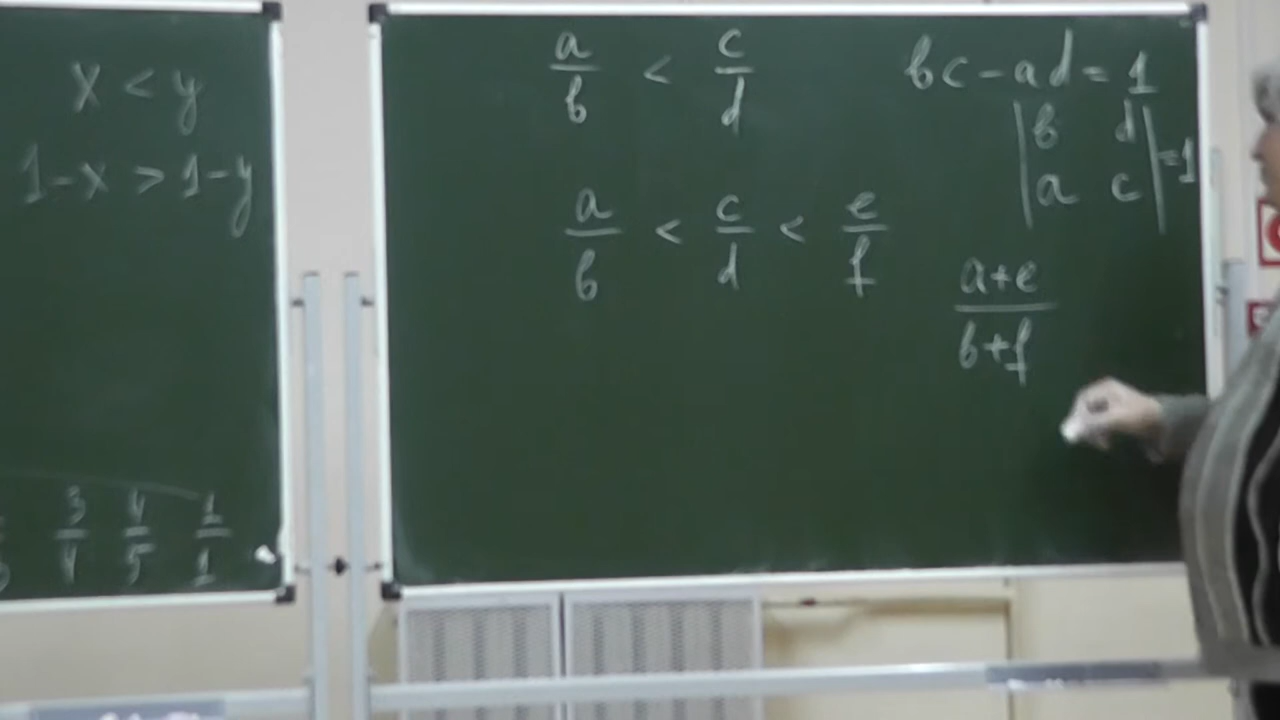 x < y
1-x > 1-y
3/4 4/5 1/1
a/b < c/d
a/b < c/d < e/f
bc-ad=1
|b d|
|a c| =1
a+e
b+f